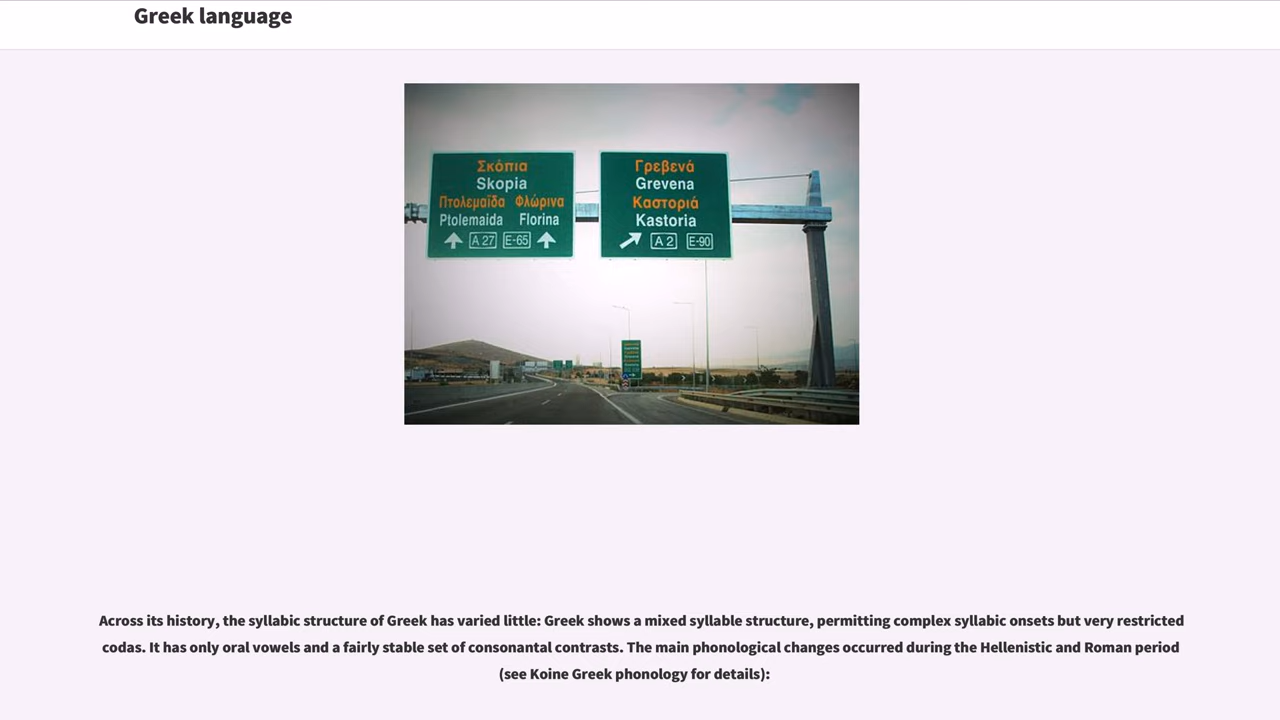 Greek language
Σκόπια
Skopia
Πτολεμαΐδα Φλώρινα
Ptolemaida Florina
A 27 E-65
Γρεβενά
Grevena
Καστοριά
Kastoria
A 2 E-90
Across its history, the syllabic structure of Greek has varied little: Greek shows a mixed syllable structure, permitting complex syllabic onsets but very restricted
codas. It has only oral vowels and a fairly stable set of consonantal contrasts. The main phonological changes occurred during the Hellenistic and Roman period
(see Koine Greek phonology for details):